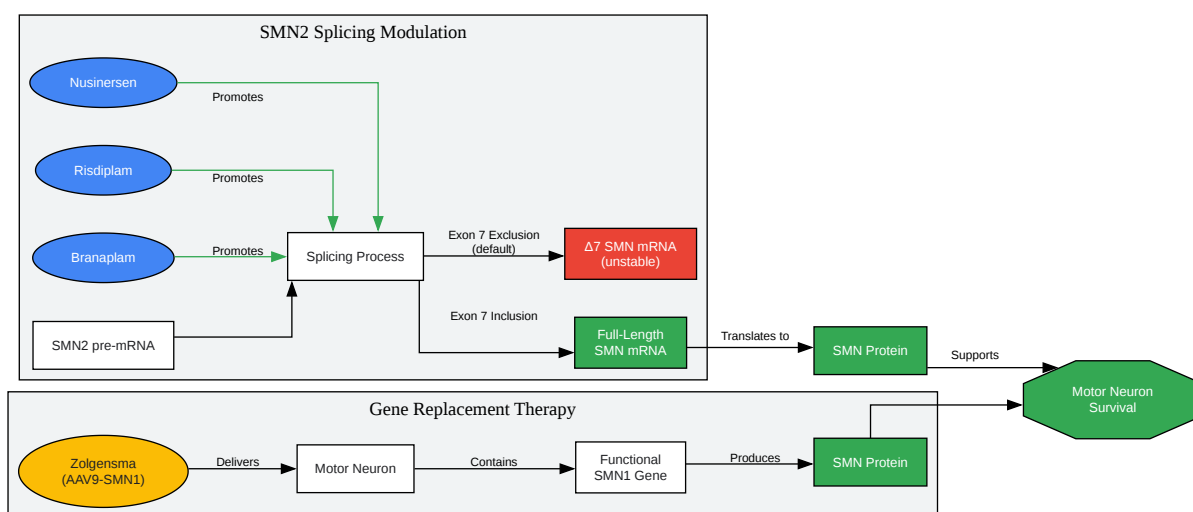 SMN2 Splicing Modulation
Nusinersen
Promotes
Risdiplam
Promotes
Branaplam
Promotes
Splicing Process
Exon 7 Exclusion
(default)
Δ7 SMN mRNA
(unstable)
SMN2 pre-mRNA
Exon 7 Inclusion
Full-Length
SMN mRNA
Translates to
SMN Protein
Supports
Motor Neuron
Survival
Gene Replacement Therapy
Zolgensma
(AAV9-SMN1)
Delivers
Motor Neuron
Contains
Functional
SMN1 Gene
Produces
SMN Protein